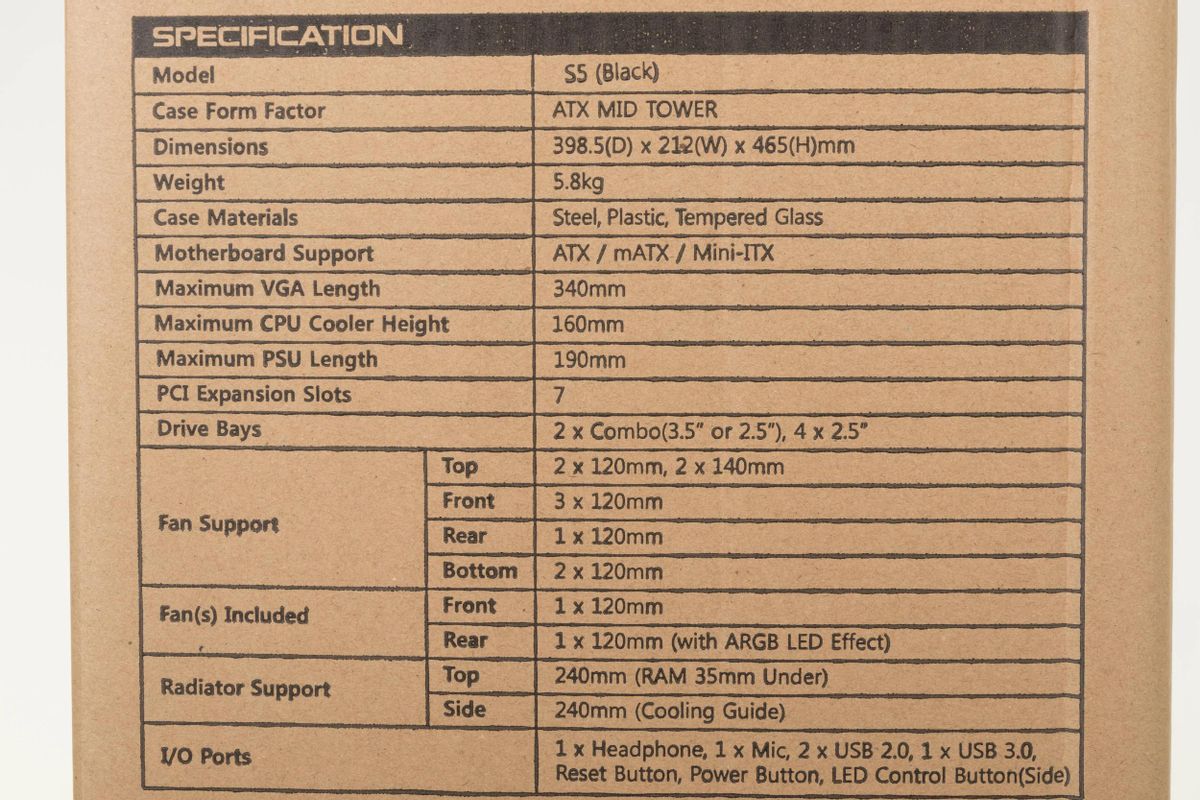 SPECIFICATION
Model S5 (Black)
Case Form Factor ATX MID TOWER
Dimensions 398.5(D) x 212(W) x 465(H)mm
Weight 5.8kg
Case Materials Steel, Plastic, Tempered Glass
Motherboard Support ATX / mATX / Mini-ITX
Maximum VGA Length 340mm
Maximum CPU Cooler Height 160mm
Maximum PSU Length 190mm
PCI Expansion Slots 7
Drive Bays 2 x Combo(3.5" or 2.5"), 4 x 2.5"
Fan Support
Top 2 x 120mm, 2 x 140mm
Front 3 x 120mm
Rear 1 x 120mm
Bottom 2 x 120mm
Fan(s) Included
Front 1 x 120mm
Rear 1 x 120mm (with ARGB LED Effect)
Radiator Support
Top 240mm (RAM 35mm Under)
Side 240mm (Cooling Guide)
I/O Ports
1 x Headphone, 1 x Mic, 2 x USB 2.0, 1 x USB 3.0,
Reset Button, Power Button, LED Control Button(Side)